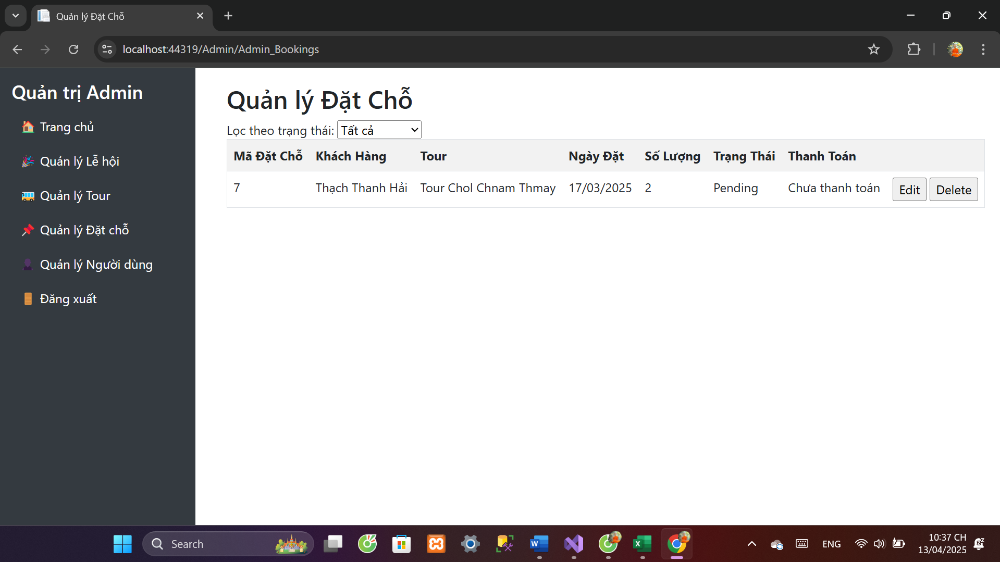 Quản lý Đặt Chỗ
localhost:44319/Admin/Admin_Bookings
Quản trị Admin
Trang chủ
Quản lý Lễ hội
Quản lý Tour
Quản lý Đặt chỗ
Quản lý Người dùng
Đăng xuất
Quản lý Đặt Chỗ
Lọc theo trạng thái: Tất cả
Mã Đặt Chỗ Khách Hàng Tour Ngày Đặt Số Lượng Trạng Thái Thanh Toán
7 Thạch Thanh Hải Tour Chol Chnam Thmay 17/03/2025 2 Pending Chưa thanh toán Edit Delete
Search
ENG
10:37 CH
13/04/2025